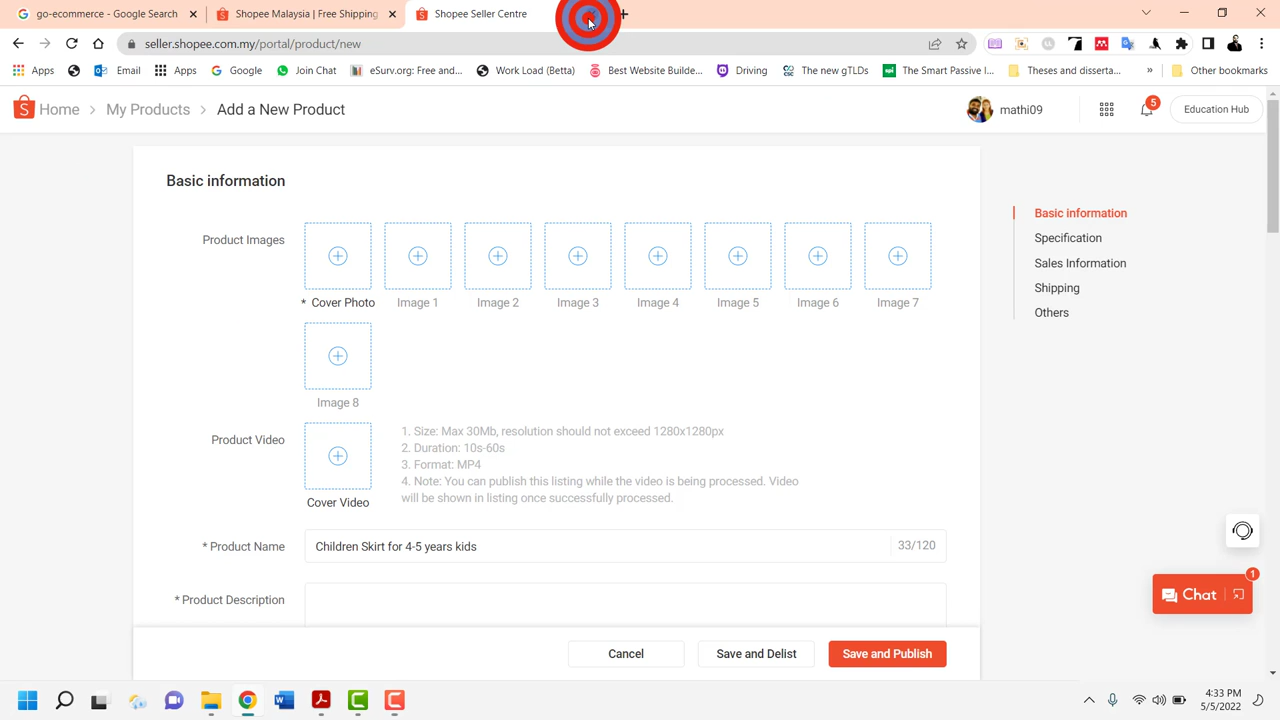 go-ecommerce - Google Search
Shopee Malaysia | Free Shipping
Shopee Seller Centre
seller.shopee.com.my/portal/product/new
Apps
Email
Google
Join Chat
eSurv.org: Free and...
Work Load (Betta)
Best Website Builde...
Driving
The new gTLDs
The Smart Passive I...
Theses and disserta...
»
Other bookmarks
Home > My Products > Add a New Product
mathi09
5
Education Hub
Basic information
Product Images
* Cover Photo
Image 1
Image 2
Image 3
Image 4
Image 5
Image 6
Image 7
Image 8
Product Video
Cover Video
1. Size: Max 30Mb, resolution should not exceed 1280x1280px
2. Duration: 10s-60s
3. Format: MP4
4. Note: You can publish this listing while the video is being processed. Video
will be shown in listing once successfully processed.
* Product Name
Children Skirt for 4-5 years kids
33/120
* Product Description
Cancel
Save and Delist
Save and Publish
Basic information
Specification
Sales Information
Shipping
Others
Chat
1
4:33 PM
5/5/2022